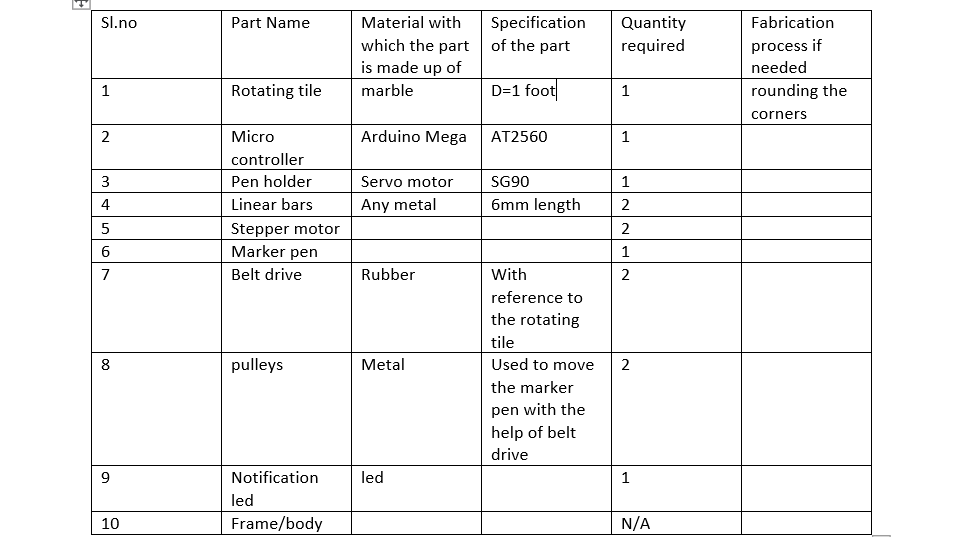 Sl.no Part Name Material with which the part is made up of Specification of the part Quantity required Fabrication process if needed
1 Rotating tile marble D=1 foot 1 rounding the corners
2 Micro controller Arduino Mega AT2560 1
3 Pen holder Servo motor SG90 1
4 Linear bars Any metal 6mm length 2
5 Stepper motor 2
6 Marker pen 1
7 Belt drive Rubber With reference to the rotating tile 2
8 pulleys Metal Used to move the marker pen with the help of belt drive 2
9 Notification led led 1
10 Frame/body N/A